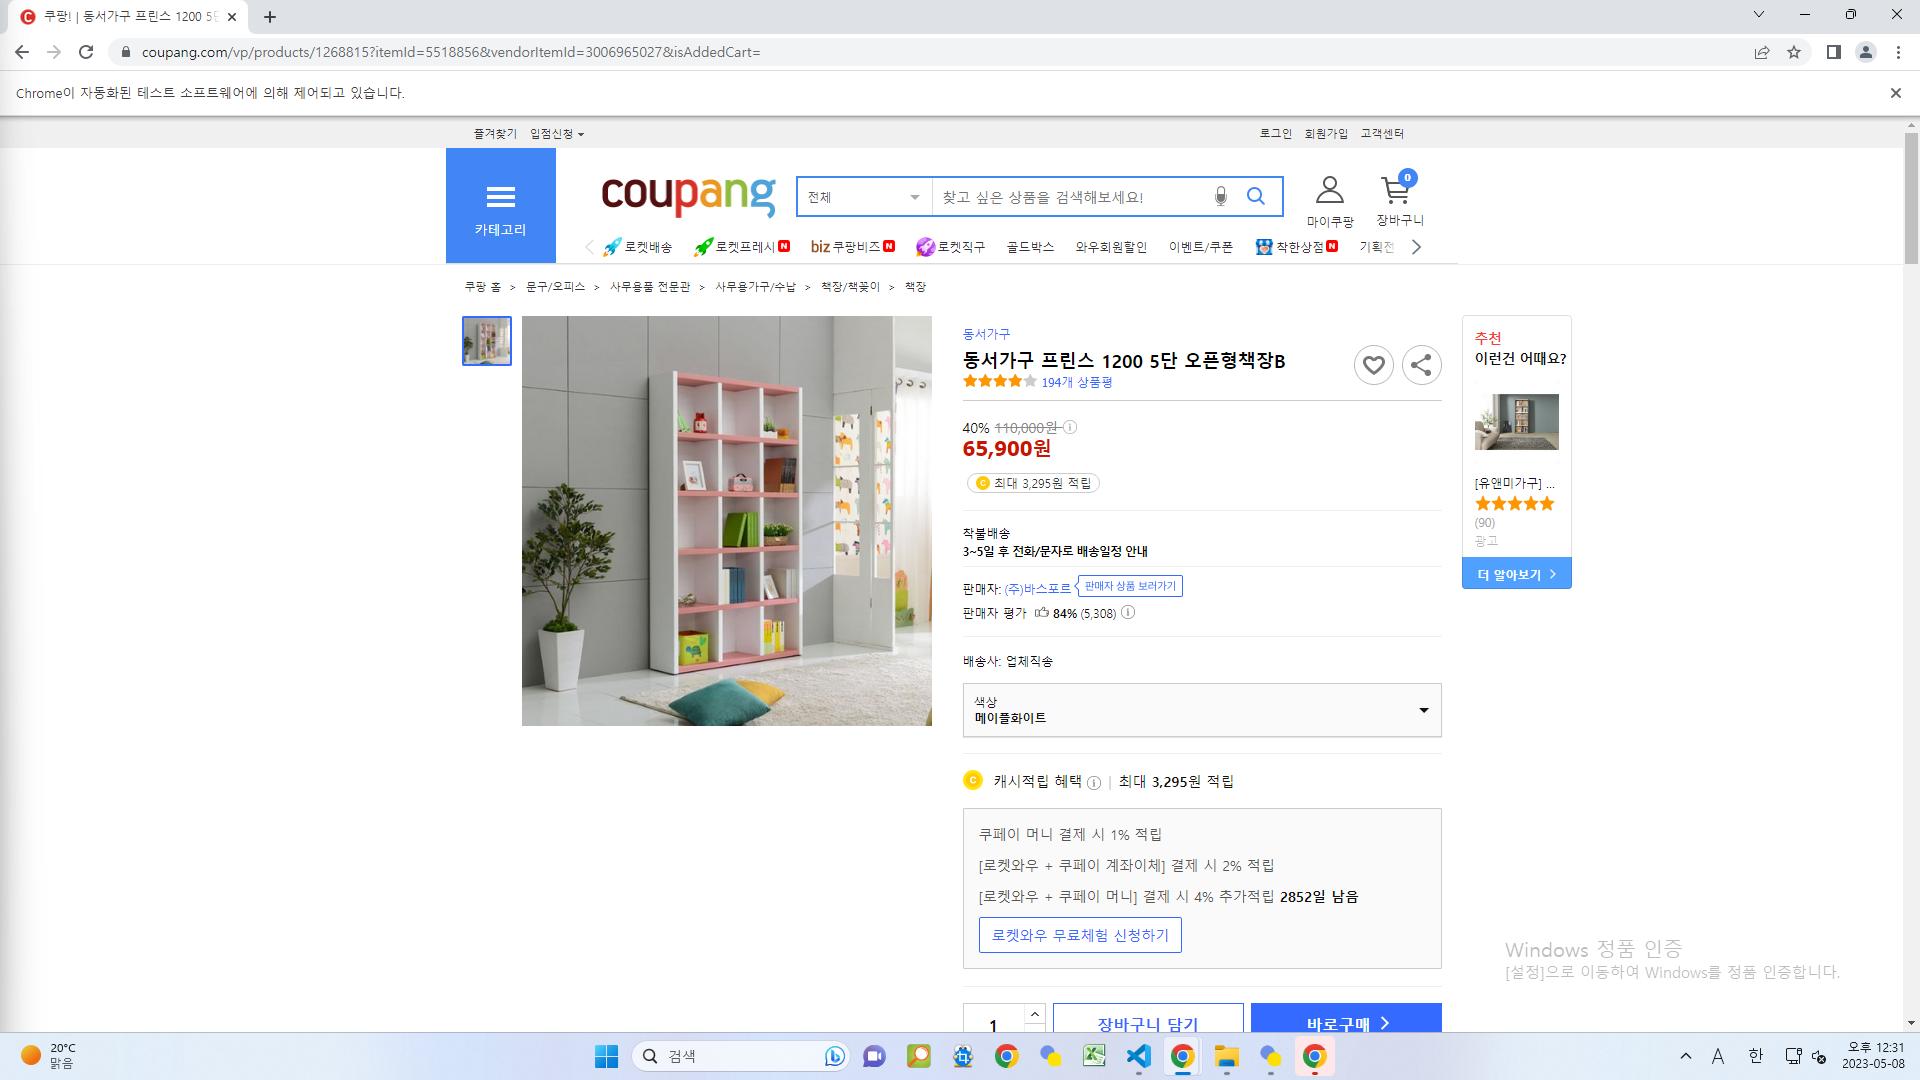 쿠팡! | 동서가구 프린스 1200 5단
coupang.com/vp/products/1268815?itemId=5518856&vendorItemId=3006965027&isAddedCart=
Chrome이 자동화된 테스트 소프트웨어에 의해 제어되고 있습니다.
즐겨찾기 입점신청
로그인 회원가입 고객센터
카테고리
coupang
전체
찾고 싶은 상품을 검색해보세요!
마이쿠팡
0
장바구니
로켓배송 로켓프레시 N biz 쿠팡비즈 N 로켓직구 골드박스 와우회원할인 이벤트/쿠폰 착한상점 N 기획전
쿠팡 홈 > 문구/오피스 > 사무용품 전문관 > 사무용가구/수납 > 책장/책꽂이 > 책장
동서가구
동서가구 프린스 1200 5단 오픈형책장B
194개 상품평
40% 110,000원
65,900원
최대 3,295원 적립
착불배송
3~5일 후 전화/문자로 배송일정 안내
판매자: (주)바스포르 판매자 상품 보러가기
판매자 평가 84% (5,308)
배송사: 업체직송
색상
메이플화이트
캐시적립 혜택 | 최대 3,295원 적립
쿠페이 머니 결제 시 1% 적립
[로켓와우 + 쿠페이 계좌이체] 결제 시 2% 적립
[로켓와우 + 쿠페이 머니] 결제 시 4% 추가적립 2852일 남음
로켓와우 무료체험 신청하기
1
장바구니 담기
바로구매
추천
이런건 어때요?
[유앤미가구] ...
(90)
광고
더 알아보기
Windows 정품 인증
[설정]으로 이동하여 Windows를 정품 인증합니다.
20°C
맑음
검색
A 한
오후 12:31
2023-05-08